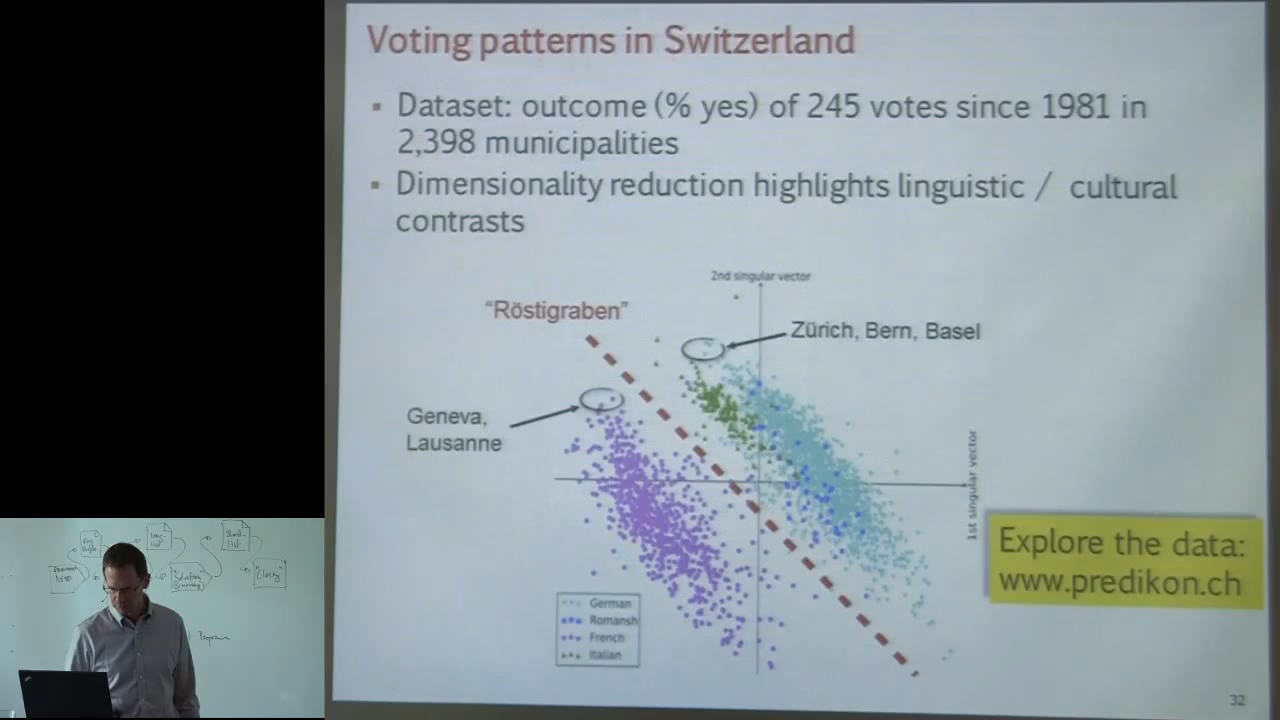 Voting patterns in Switzerland
▪ Dataset: outcome (% yes) of 245 votes since 1981 in
2,398 municipalities
▪ Dimensionality reduction highlights linguistic / cultural
contrasts
2nd singular vector
"Röstigraben"
Zürich, Bern, Basel
Geneva,
Lausanne
1st singular vector
Explore the data:
www.predikon.ch
German
Romansh
French
Italian
32
"Closing"
Program